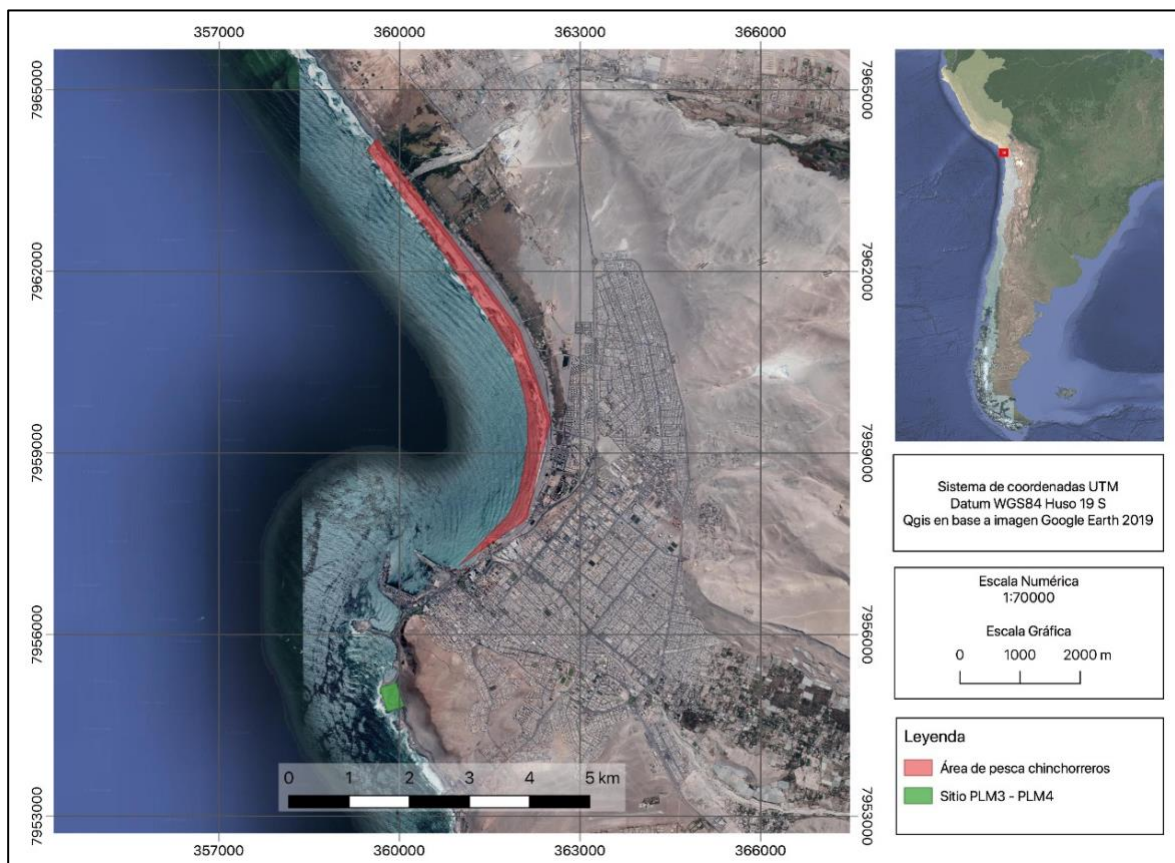 357000 360000 363000 366000
7965000 7965000
7962000 7962000
7959000 7959000
7956000 7956000
7953000 7953000
0 1 2 3 4 5 km
357000 360000 363000 366000
Sistema de coordenadas UTM
Datum WGS84 Huso 19 S
Qgis en base a imagen Google Earth 2019
Escala Numérica
1:70000
Escala Gráfica
0 1000 2000 m
Leyenda
Área de pesca chinchorreros
Sitio PLM3 - PLM4